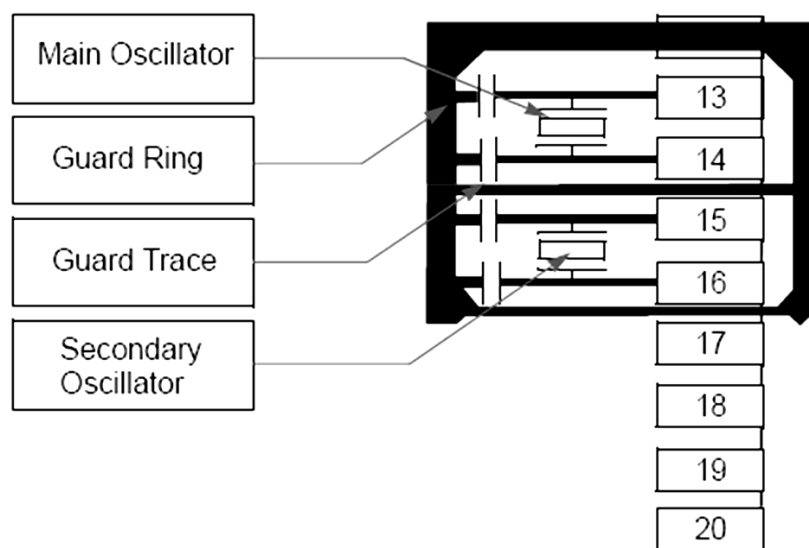 Main Oscillator
Guard Ring
Guard Trace
Secondary
Oscillator
13
14
15
16
17
18
19
20